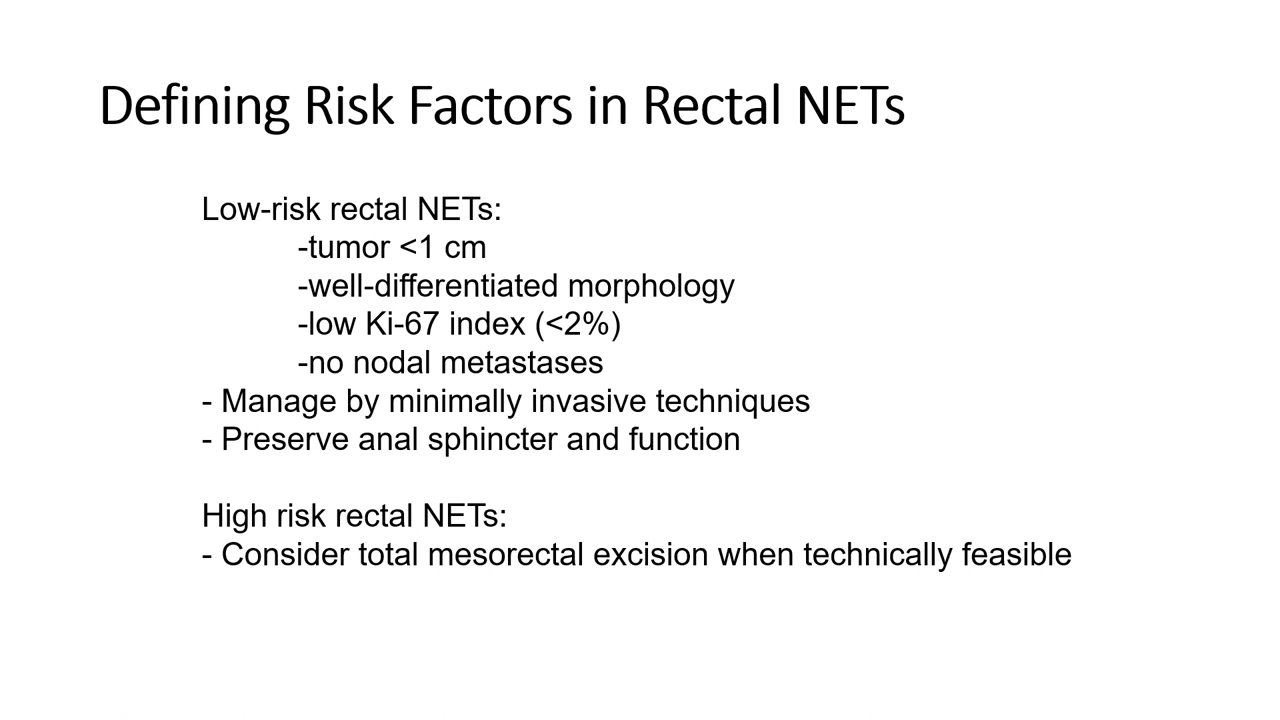 Defining Risk Factors in Rectal NETs
Low-risk rectal NETs:
-tumor <1 cm
-well-differentiated morphology
-low Ki-67 index (<2%)
-no nodal metastases
- Manage by minimally invasive techniques
- Preserve anal sphincter and function
High risk rectal NETs:
- Consider total mesorectal excision when technically feasible